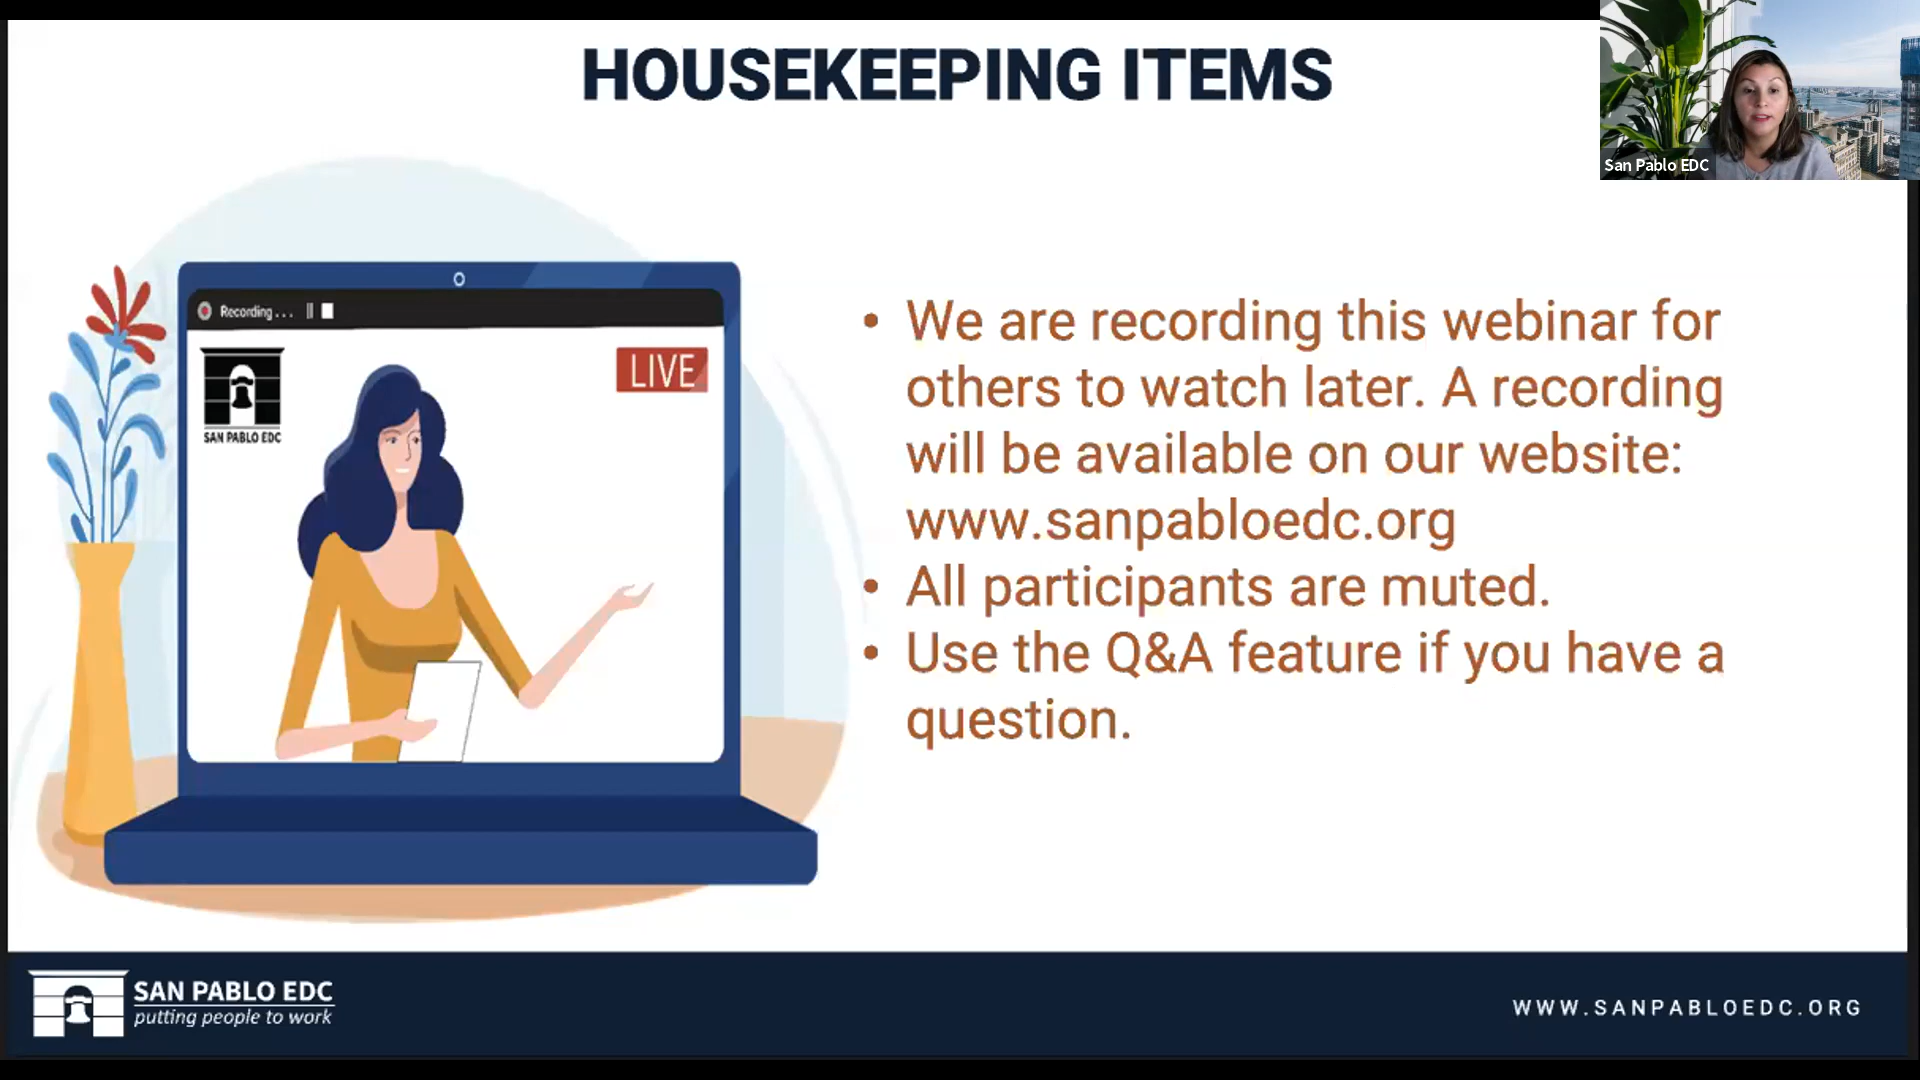 HOUSEKEEPING ITEMS
San Pablo EDC
Recording...
LIVE
SAN PABLO EDC
• We are recording this webinar for
others to watch later. A recording
will be available on our website:
www.sanpabloedc.org
• All participants are muted.
• Use the Q&A feature if you have a
question.
SAN PABLO EDC
putting people to work
WWW.SANPABLOEDC.ORG